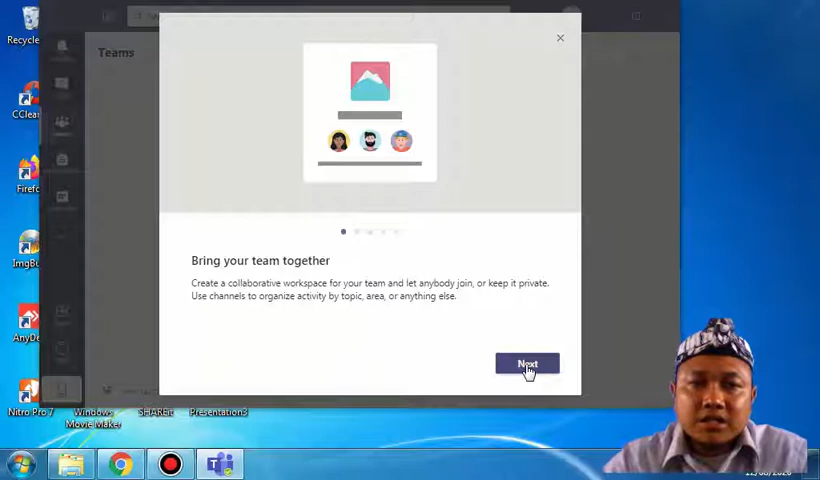 Recycle
Teams
CClea
Bring your team together
Create a collaborative workspace for your team and let anybody join, or keep it private.
Use channels to organize activity by topic, area, or anything else.
Firefo
ImgBu
AnyDe
Next
Nitro Pro 7
Windows
Movie Maker
SHAREit
Presentation3